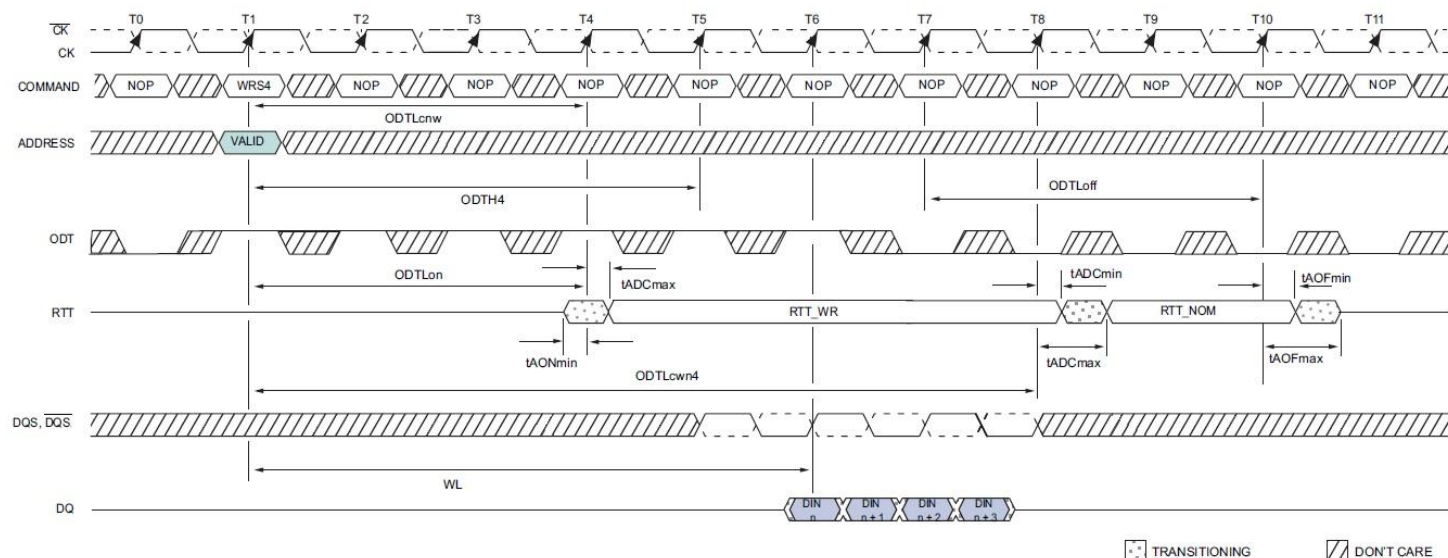 T0 T1 T2 T3 T4 T5 T6 T7 T8 T9 T10 T11
CK
CK
COMMAND NOP WRS4 NOP NOP NOP NOP NOP NOP NOP NOP NOP NOP
ODTLcnw
ADDRESS VALID
ODTH4 ODTLoff
ODT
ODTLon tADCmax tADCmin tAOFmin
RTT RTT_WR RTT_NOM
tAONmin tADCmax tAOFmax
ODTLcwn4
DQS, DQS
WL
DQ DIN n DIN n + 1 DIN n + 2 DIN n + 3
TRANSITIONING DON'T CARE